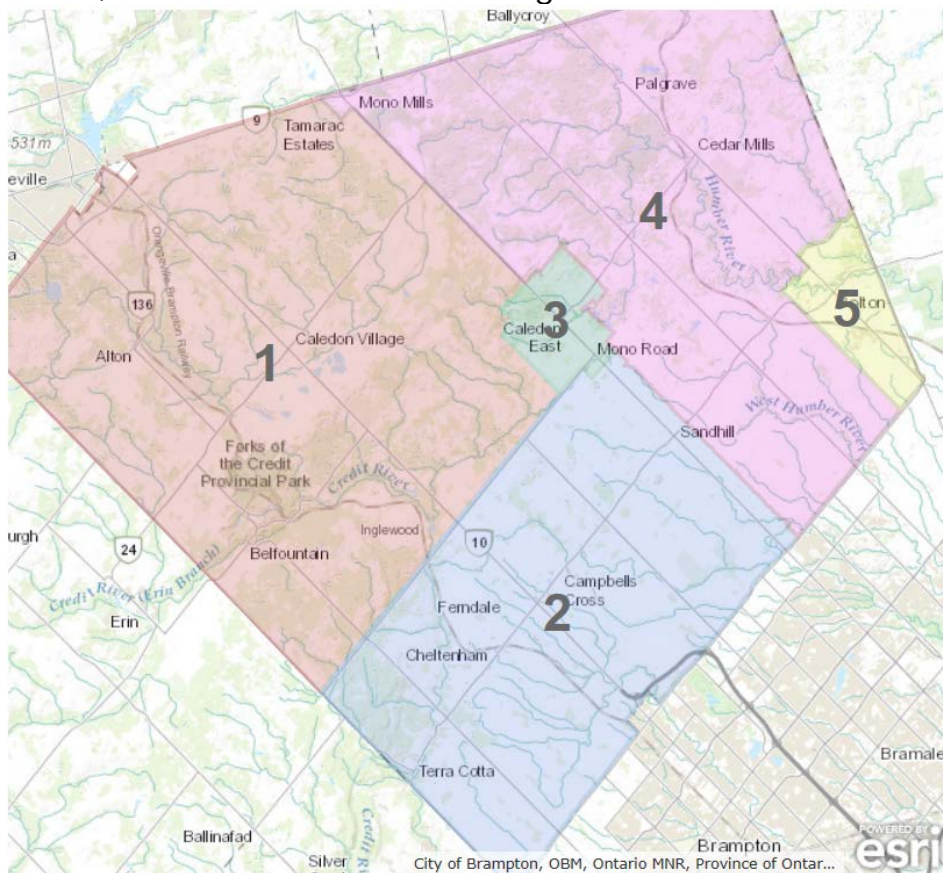 Ballycroy
Palgrave
Mono Mills
9
Tamarac
Estates
Cedar Mills
531m
eville
4
Humber
River
Orangeville Brampton Railway
136
5
lton
3
Caledon
East
Caledon Village
Mono Road
Alton
1
West Humber
River
Sandhill
Forks of
the Credit
Provincial Park
Credit River
Inglewood
10
urgh
24
Belfountain
Campbells
Cross
Credit River (Erin Branch)
Ferndale
2
Erin
Cheltenham
Bramale
Terra Cotta
Ballinafad
Credit
Ri
Silver
Brampton
POWERED BY
esri
City of Brampton, OBM, Ontario MNR, Province of Ontar...